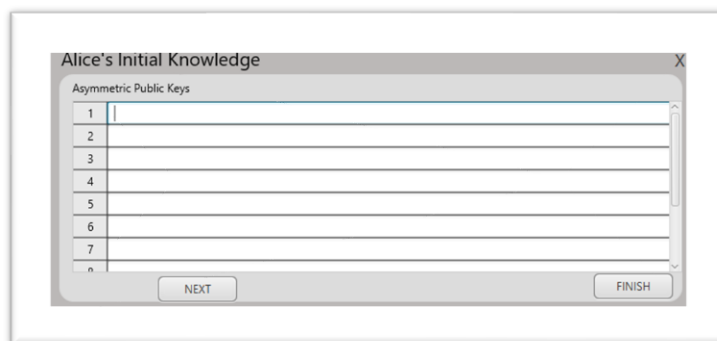 Alice's Initial Knowledge X
Asymmetric Public Keys
1
2
3
4
5
6
7
NEXT FINISH